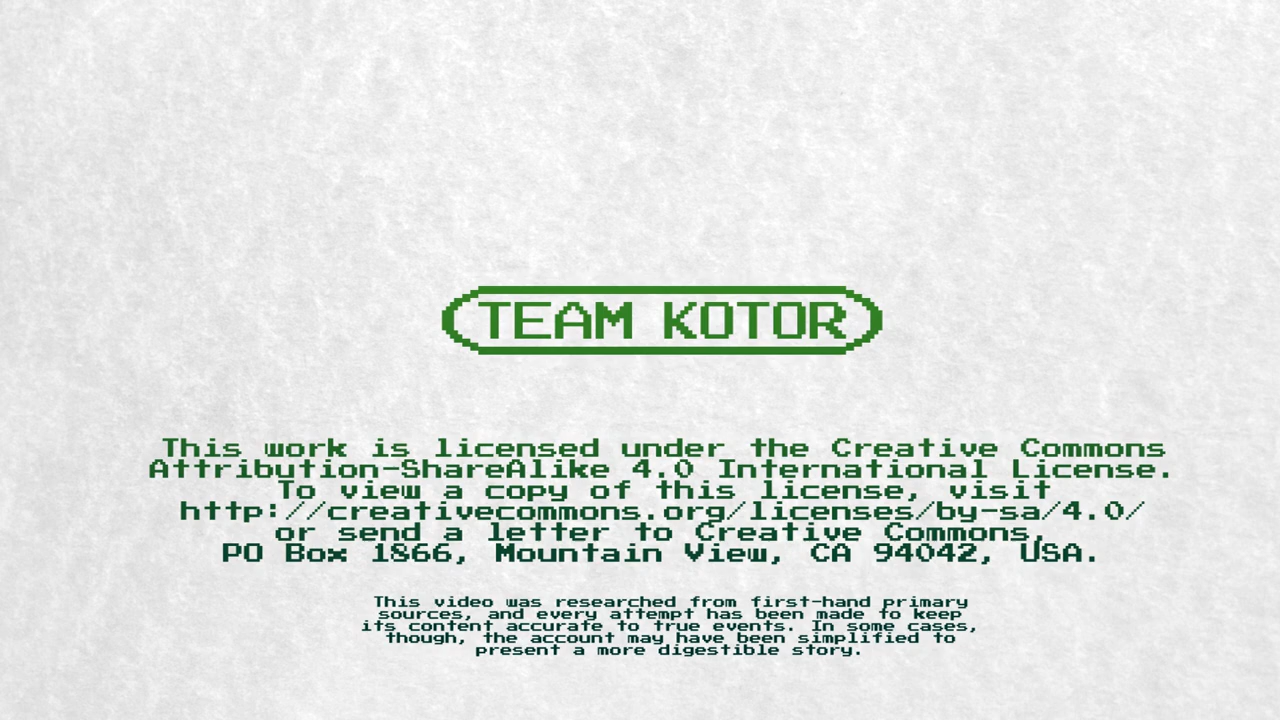 TEAM KOTOR
This work is licensed under the Creative Commons
Attribution-ShareAlike 4.0 International License.
To view a copy of this license, visit
http://creativecommons.org/licenses/by-sa/4.0/
or send a letter to Creative Commons,
PO Box 1866, Mountain View, CA 94042, USA.
This video was researched from first-hand primary
sources, and every attempt has been made to keep
its content accurate to true events. In some cases,
though, the account may have been simplified to
present a more digestible story.